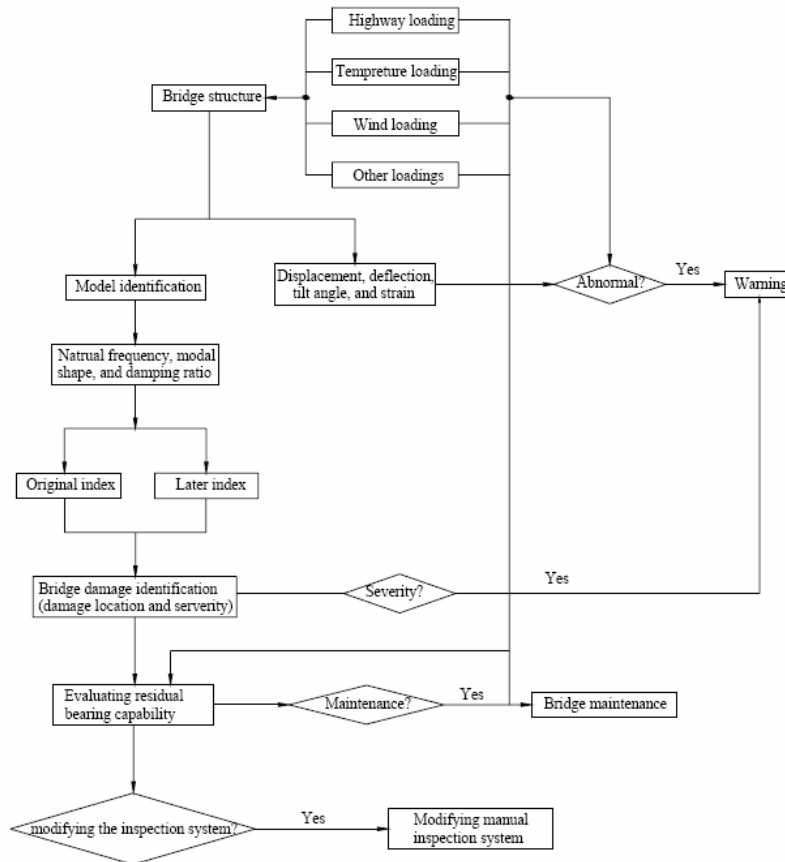 Highway loading
Tempreture loading
Bridge structure
Wind loading
Other loadings
Model identification
Displacement, deflection,
tilt angle, and strain
Abnormal?
Yes
Warning
Natrual frequency, modal
shape, and damping ratio
Original index
Later index
Bridge damage identification
(damage location and serverity)
Severity?
Yes
Evaluating residual
bearing capability
Maintenance?
Yes
Bridge maintenance
modifying the inspection system?
Yes
Modifying manual
inspection system